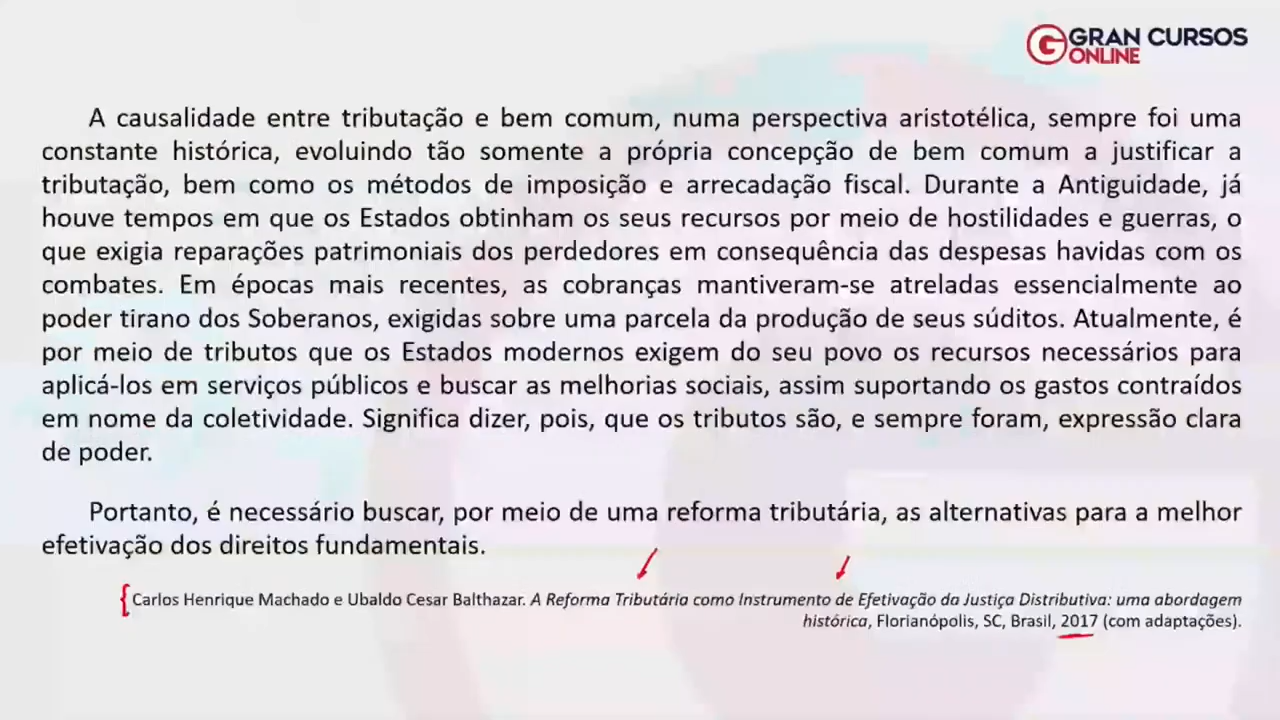 GRAN CURSOS
ONLINE
A causalidade entre tributação e bem comum, numa perspectiva aristotélica, sempre foi uma
constante histórica, evoluindo tão somente a própria concepção de bem comum a justificar a
tributação, bem como os métodos de imposição e arrecadação fiscal. Durante a Antiguidade, já
houve tempos em que os Estados obtinham os seus recursos por meio de hostilidades e guerras, o
que exigia reparações patrimoniais dos perdedores em consequência das despesas havidas com os
combates. Em épocas mais recentes, as cobranças mantiveram-se atreladas essencialmente ao
poder tirano dos Soberanos, exigidas sobre uma parcela da produção de seus súditos. Atualmente, é
por meio de tributos que os Estados modernos exigem do seu povo os recursos necessários para
aplicá-los em serviços públicos e buscar as melhorias sociais, assim suportando os gastos contraídos
em nome da coletividade. Significa dizer, pois, que os tributos são, e sempre foram, expressão clara
de poder.
Portanto, é necessário buscar, por meio de uma reforma tributária, as alternativas para a melhor
efetivação dos direitos fundamentais.
Carlos Henrique Machado e Ubaldo Cesar Balthazar. A Reforma Tributária como Instrumento de Efetivação da Justiça Distributiva: uma abordagem
histórica, Florianópolis, SC, Brasil, 2017 (com adaptações).